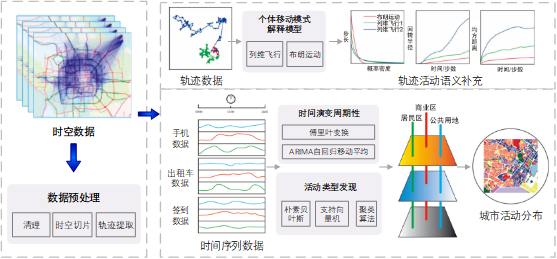 时空数据
数据预处理
清理
时空切片
轨迹提取
轨迹数据
个体移动模式
解释模型
列维飞行
布朗运动
步长
概率密度
布朗运动
列维飞行1
列维飞行2
回转半径
时间/步数
均方距离
时间/步数
轨迹活动语义补充
手机
数据
出租车
数据
签到
数据
时间序列数据
时间演变周期性
傅里叶变换
ARIMA自回归移动平均
活动类型发现
朴素贝
叶斯
支持向
量机
聚类
算法
商业区
居民区
公共用地
城市活动分布